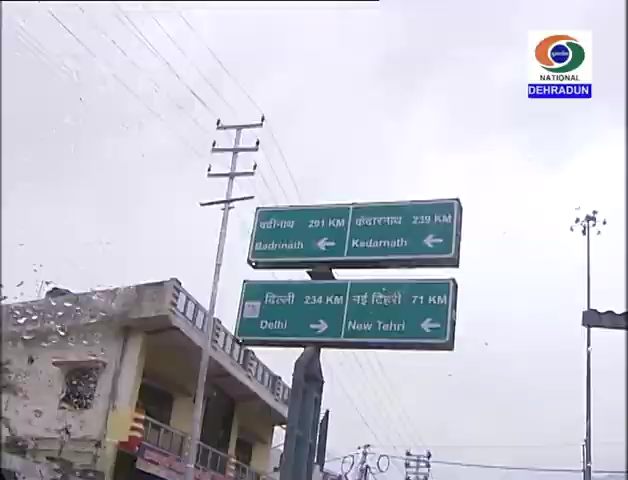 NATIONAL
DEHRADUN
बद्रीनाथ 291 KM
Badrinath ←
केदारनाथ 239 KM
Kedarnath ←
दिल्ली 234 KM
Delhi →
नई टिहरी 71 KM
New Tehri ←